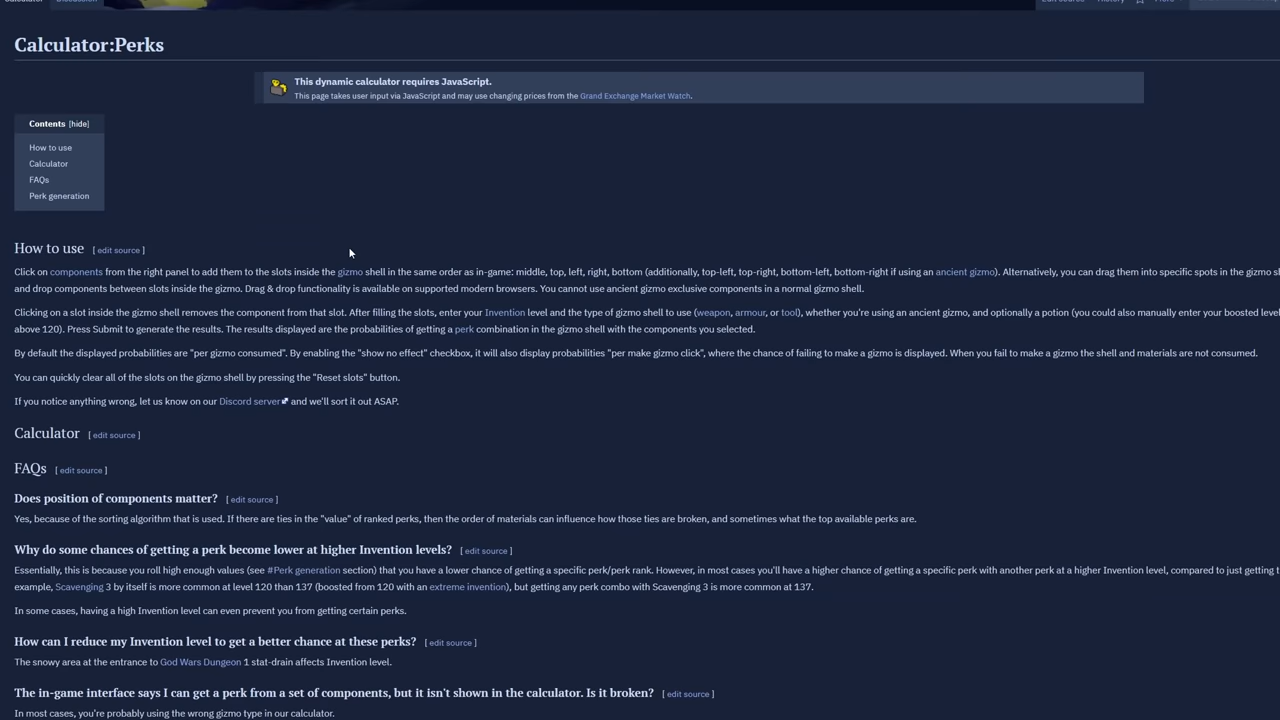 Calculator:Perks
This dynamic calculator requires JavaScript.
This page takes user input via JavaScript and may use changing prices from the Grand Exchange Market Watch.
Contents [hide]
How to use
Calculator
FAQs
Perk generation
How to use [ edit source ]
Click on components from the right panel to add them to the slots inside the gizmo shell in the same order as in-game: middle, top, left, right, bottom (additionally, top-left, top-right, bottom-left, bottom-right if using an ancient gizmo). Alternatively, you can drag them into specific spots in the gizmo
and drop components between slots inside the gizmo. Drag & drop functionality is available on supported modern browsers. You cannot use ancient gizmo exclusive components in a normal gizmo shell.
Clicking on a slot inside the gizmo shell removes the component from that slot. After filling the slots, enter your Invention level and the type of gizmo shell to use (weapon, armour, or tool), whether you're using an ancient gizmo, and optionally a potion (you could also manually enter your boosted level
above 120). Press Submit to generate the results. The results displayed are the probabilities of getting a perk combination in the gizmo shell with the components you selected.
By default the displayed probabilities are "per gizmo consumed". By enabling the "show no effect" checkbox, it will also display probabilities "per make gizmo click", where the chance of failing to make a gizmo is displayed. When you fail to make a gizmo the shell and materials are not consumed.
You can quickly clear all of the slots on the gizmo shell by pressing the "Reset slots" button.
If you notice anything wrong, let us know on our Discord server and we'll sort it out ASAP.
Calculator [ edit source ]
FAQs [ edit source ]
Does position of components matter? [ edit source ]
Yes, because of the sorting algorithm that is used. If there are ties in the "value" of ranked perks, then the order of materials can influence how those ties are broken, and sometimes what the top available perks are.
Why do some chances of getting a perk become lower at higher Invention levels? [ edit source ]
Essentially, this is because you roll high enough values (see #Perk generation section) that you have a lower chance of getting a specific perk/perk rank. However, in most cases you'll have a higher chance of getting a specific perk with another perk at a higher Invention level, compared to just getting
example, Scavenging 3 by itself is more common at level 120 than 137 (boosted from 120 with an extreme invention), but getting any perk combo with Scavenging 3 is more common at 137.
In some cases, having a high Invention level can even prevent you from getting certain perks.
How can I reduce my Invention level to get a better chance at these perks? [ edit source ]
The snowy area at the entrance to God Wars Dungeon 1 stat-drain affects Invention level.
The in-game interface says I can get a perk from a set of components, but it isn't shown in the calculator. Is it broken? [ edit source ]
In most cases, you're probably using the wrong gizmo type in our calculator.